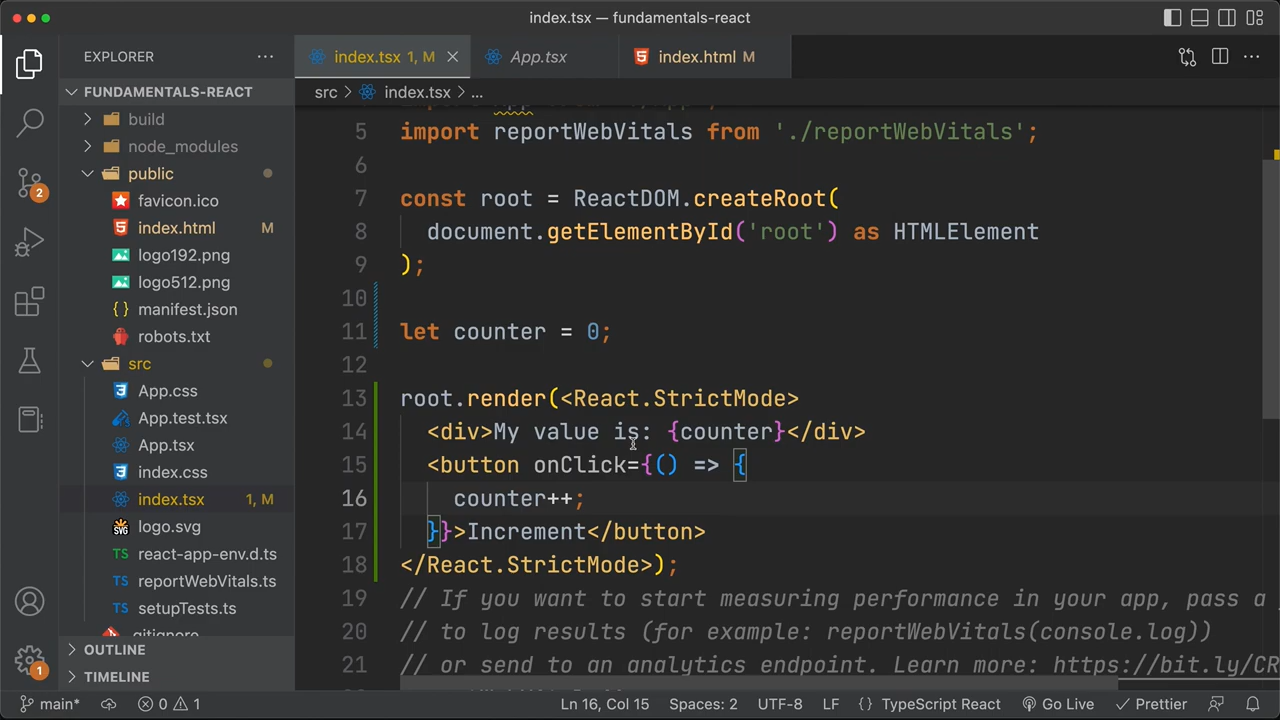 index.tsx — fundamentals-react
EXPLORER
index.tsx 1, M
App.tsx
index.html M
FUNDAMENTALS-REACT
src > index.tsx > ...
build
node_modules
public
favicon.ico
index.html M
logo192.png
logo512.png
manifest.json
robots.txt
src
App.css
App.test.tsx
App.tsx
index.css
index.tsx 1, M
logo.svg
react-app-env.d.ts
reportWebVitals.ts
setupTests.ts
.gitignore
OUTLINE
TIMELINE
5 import reportWebVitals from './reportWebVitals';
6
7 const root = ReactDOM.createRoot(
8 document.getElementById('root') as HTMLElement
9 );
10
11 let counter = 0;
12
13 root.render(<React.StrictMode>
14 <div>My value is: {counter}</div>
15 <button onClick={() => {
16 counter++;
17 }}>Increment</button>
18 </React.StrictMode>);
19 // If you want to start measuring performance in your app, pass a
20 // to log results (for example: reportWebVitals(console.log))
21 // or send to an analytics endpoint. Learn more: https://bit.ly/CR
2
1
main* 0 1 Ln 16, Col 15 Spaces: 2 UTF-8 LF {} TypeScript React Go Live Prettier